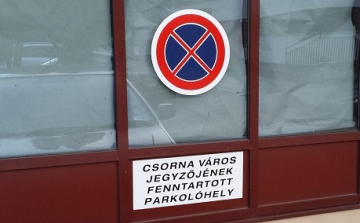 CSORNA VÁROS
JEGYZŐJÉNEK
FENNTARTOTT
PARKOLÓHELY